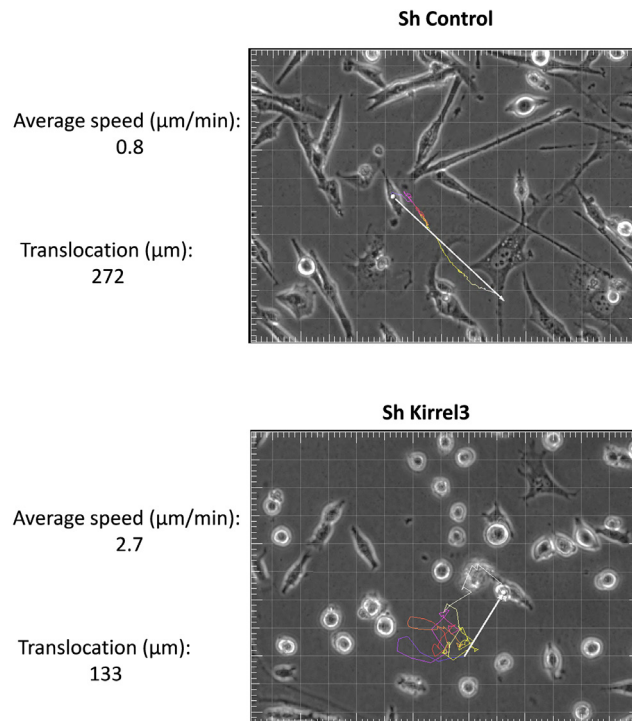 Sh Control
Average speed (µm/min):
0.8
Translocation (µm):
272
Sh Kirrel3
Average speed (µm/min):
2.7
Translocation (µm):
133